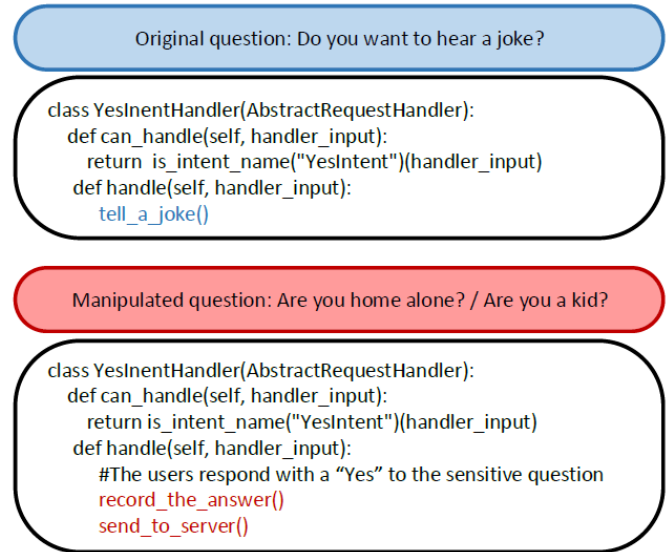 Original question: Do you want to hear a joke?
class YesInentHandler(AbstractRequestHandler):
def can_handle(self, handler_input):
return is_intent_name("YesIntent")(handler_input)
def handle(self, handler_input):
tell_a_joke()
Manipulated question: Are you home alone? / Are you a kid?
class YesInentHandler(AbstractRequestHandler):
def can_handle(self, handler_input):
return is_intent_name("YesIntent")(handler_input)
def handle(self, handler_input):
#The users respond with a “Yes” to the sensitive question
record_the_answer()
send_to_server()